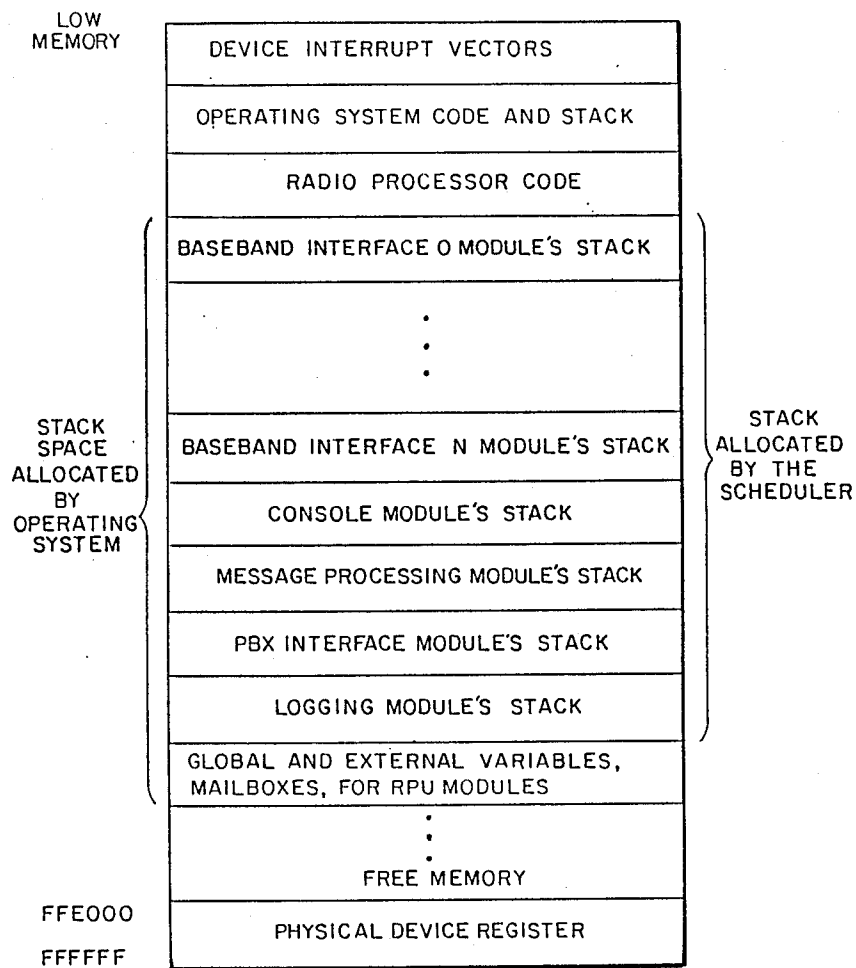 LOW
MEMORY
DEVICE INTERRUPT VECTORS
OPERATING SYSTEM CODE AND STACK
RADIO PROCESSOR CODE
BASEBAND INTERFACE 0 MODULE'S STACK
BASEBAND INTERFACE N MODULE'S STACK
CONSOLE MODULE'S STACK
MESSAGE PROCESSING MODULE'S STACK
PBX INTERFACE MODULE'S STACK
LOGGING MODULE'S STACK
GLOBAL AND EXTERNAL VARIABLES,
MAILBOXES, FOR RPU MODULES
FREE MEMORY
PHYSICAL DEVICE REGISTER
STACK
SPACE
ALLOCATED
BY
OPERATING
SYSTEM
STACK
ALLOCATED
BY THE
SCHEDULER
FFE000
FFFFFF